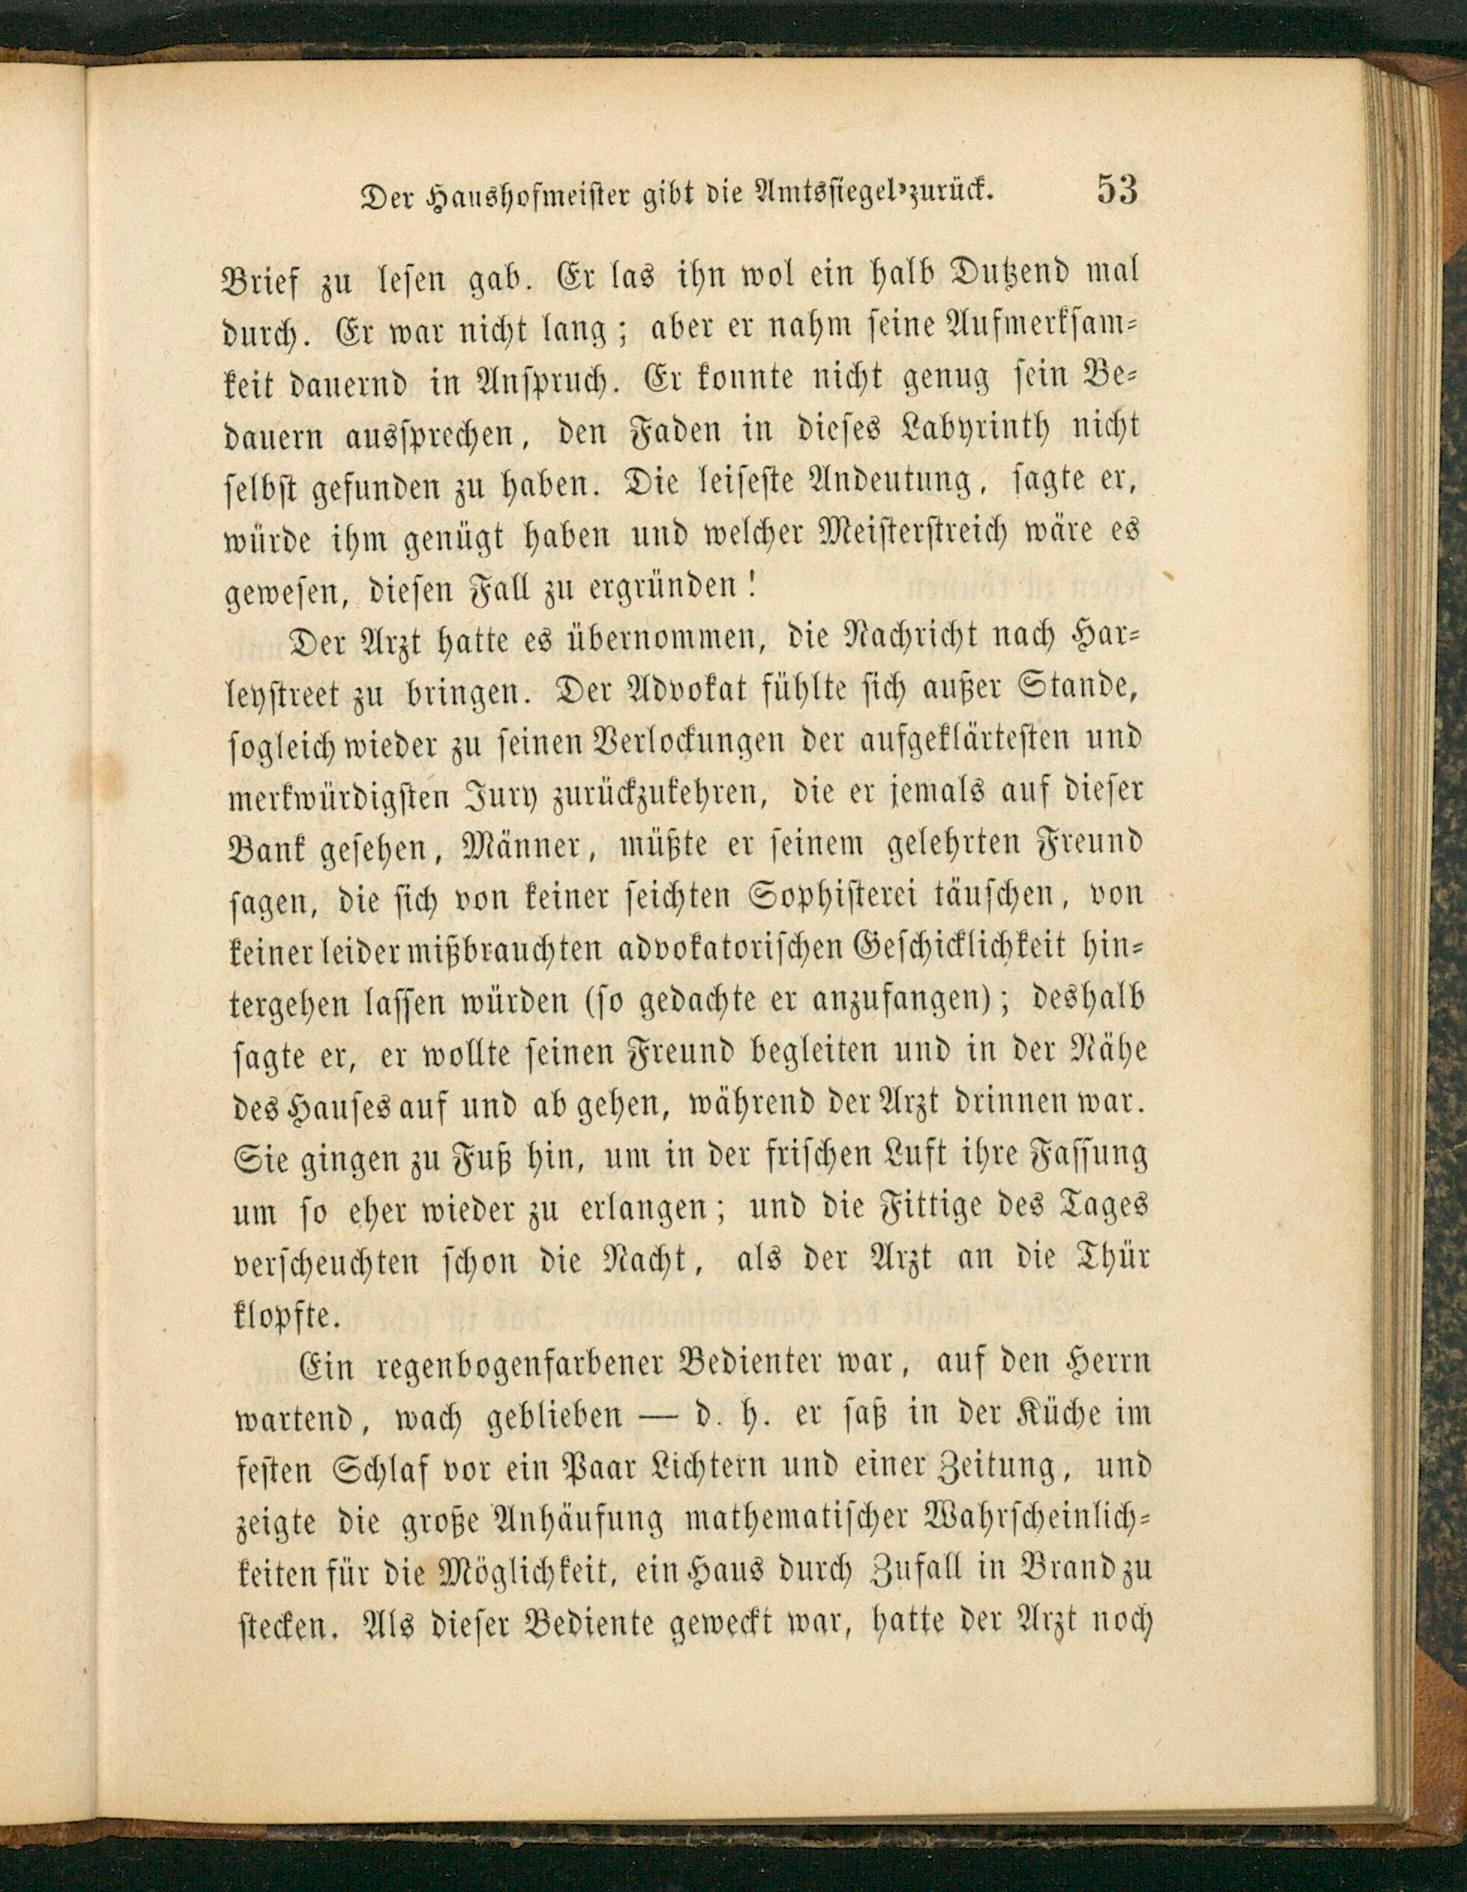 Der Haushofmeister gibt die Amtssiegel zurück. 53
Brief zu lesen gab. Er las ihn wol ein halb Dutzend mal
durch. Er war nicht lang; aber er nahm seine Aufmerksam-
keit dauernd in Anspruch. Er konnte nicht genug sein Be-
dauern aussprechen, den Faden in dieses Labyrinth nicht
selbst gefunden zu haben. Die leiseste Andeutung, sagte er,
würde ihm genügt haben und welcher Meisterstreich wäre es
gewesen, diesen Fall zu ergründen!
Der Arzt hatte es übernommen, die Nachricht nach Har-
leystreet zu bringen. Der Advokat fühlte sich außer Stande,
sogleich wieder zu seinen Verlockungen der aufgeklärtesten und
merkwürdigsten Jury zurückzukehren, die er jemals auf dieser
Bank gesehen, Männer, müßte er seinem gelehrten Freund
sagen, die sich von keiner seichten Sophisterei täuschen, von
keiner leider mißbrauchten advokatorischen Geschicklichkeit hin-
tergehen lassen würden (so gedachte er anzufangen); deshalb
sagte er, er wollte seinen Freund begleiten und in der Nähe
des Hauses auf und ab gehen, während der Arzt drinnen war.
Sie gingen zu Fuß hin, um in der frischen Luft ihre Fassung
um so eher wieder zu erlangen; und die Fittige des Tages
verscheuchten schon die Nacht, als der Arzt an die Thür
klopfte.
Ein regenbogenfarbener Bedienter war, auf den Herrn
wartend, wach geblieben — d. h. er saß in der Küche im
festen Schlaf vor ein Paar Lichtern und einer Zeitung, und
zeigte die große Anhäufung mathematischer Wahrscheinlich-
keiten für die Möglichkeit, ein Haus durch Zufall in Brand zu
stecken. Als dieser Bediente geweckt war, hatte der Arzt noch